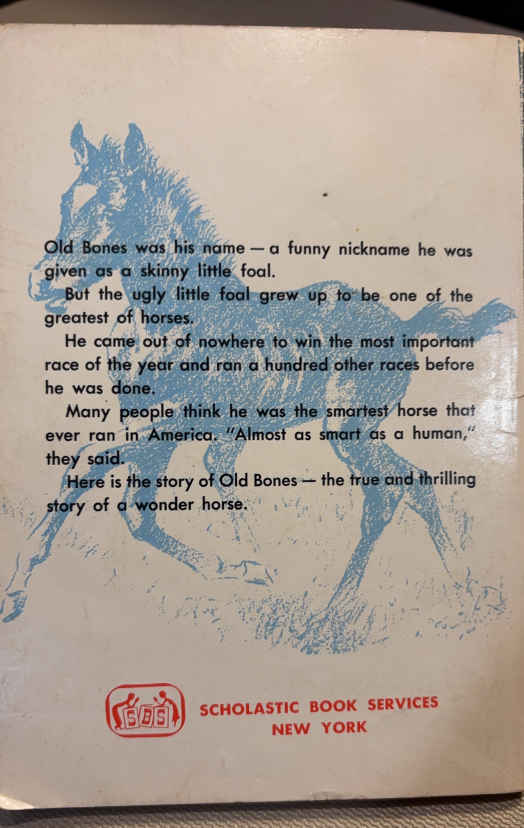 Old Bones was his name — a funny nickname he was
given as a skinny little foal.
But the ugly little foal grew up to be one of the
greatest of horses.
He came out of nowhere to win the most important
race of the year and ran a hundred other races before
he was done.
Many people think he was the smartest horse that
ever ran in America. "Almost as smart as a human,"
they said.
Here is the story of Old Bones — the true and thrilling
story of a wonder horse.
SBS
SCHOLASTIC BOOK SERVICES
NEW YORK